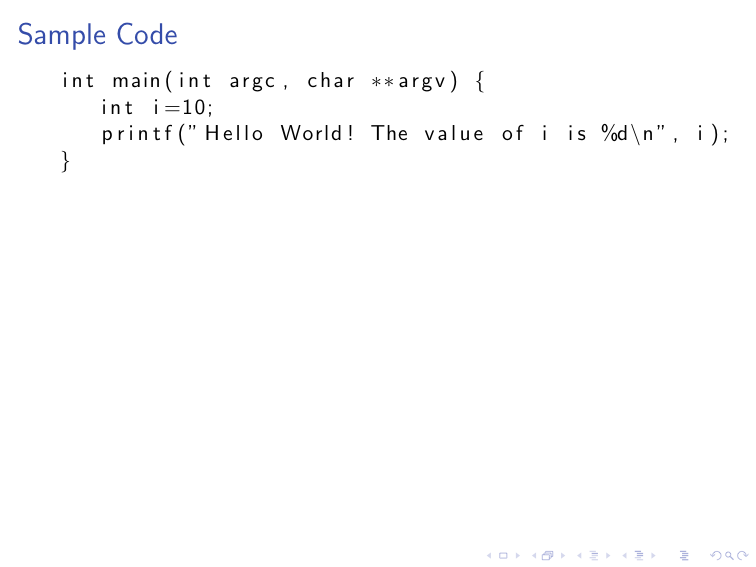 Sample Code
int main(int argc, char **argv) {
int i=10;
printf("Hello World! The value of i is %d\n", i);
}